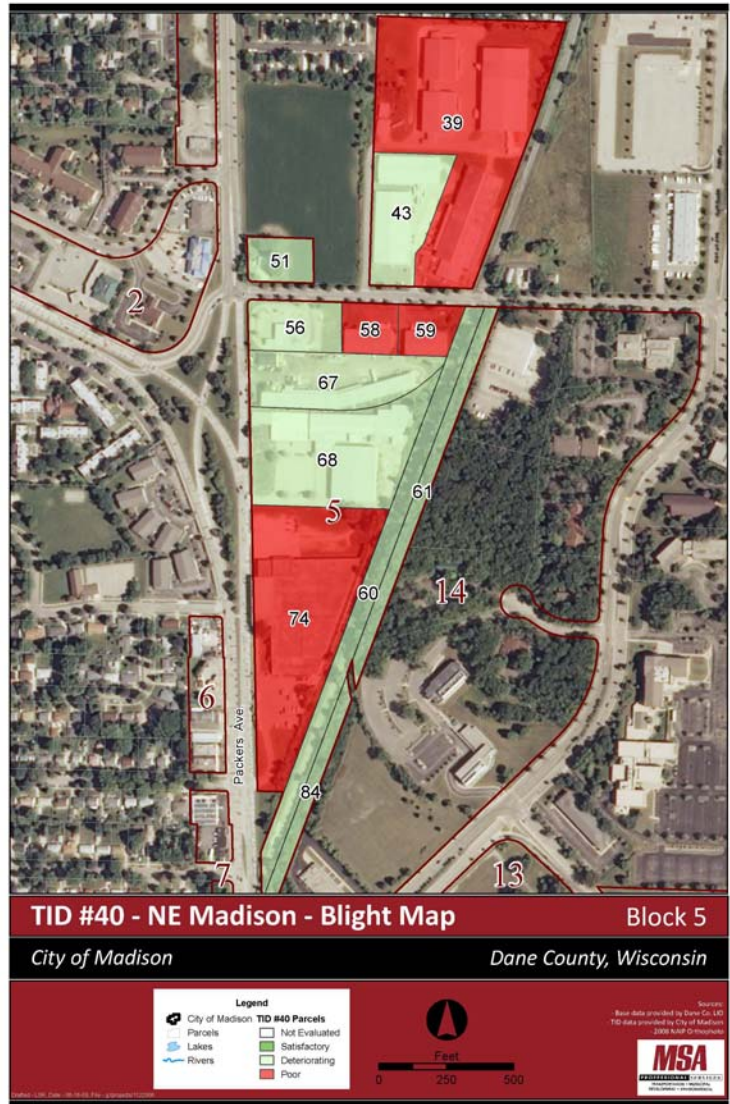 39
43
51
2
56
58
59
67
68
61
5
60
14
74
6
Packers Ave
84
7
13
TID #40 - NE Madison - Blight Map
Block 5
City of Madison
Dane County, Wisconsin
Legend
City of Madison
Parcels
Lakes
Rivers
TID #40 Parcels
Not Evaluated
Satisfactory
Deteriorating
Poor
Feet
0 250 500
Sources:
- Base data provided by Dane Co. LIO
- TID data provided by City of Madison
- 2008 NAIP Orthophoto
MSA
PROFESSIONAL SERVICES